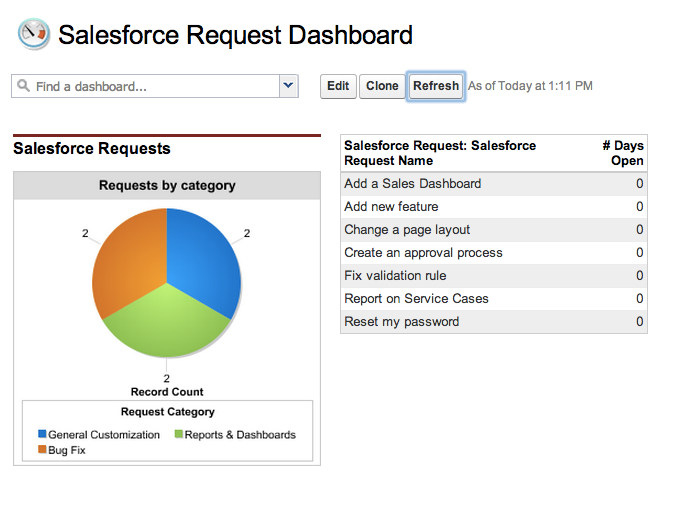 Salesforce Request Dashboard
Find a dashboard...
Edit Clone Refresh As of Today at 1:11 PM
Salesforce Requests
Requests by category
2 2
2
Record Count
Request Category
General Customization Reports & Dashboards
Bug Fix
Salesforce Request: Salesforce # Days
Request Name Open
Add a Sales Dashboard 0
Add new feature 0
Change a page layout 0
Create an approval process 0
Fix validation rule 0
Report on Service Cases 0
Reset my password 0